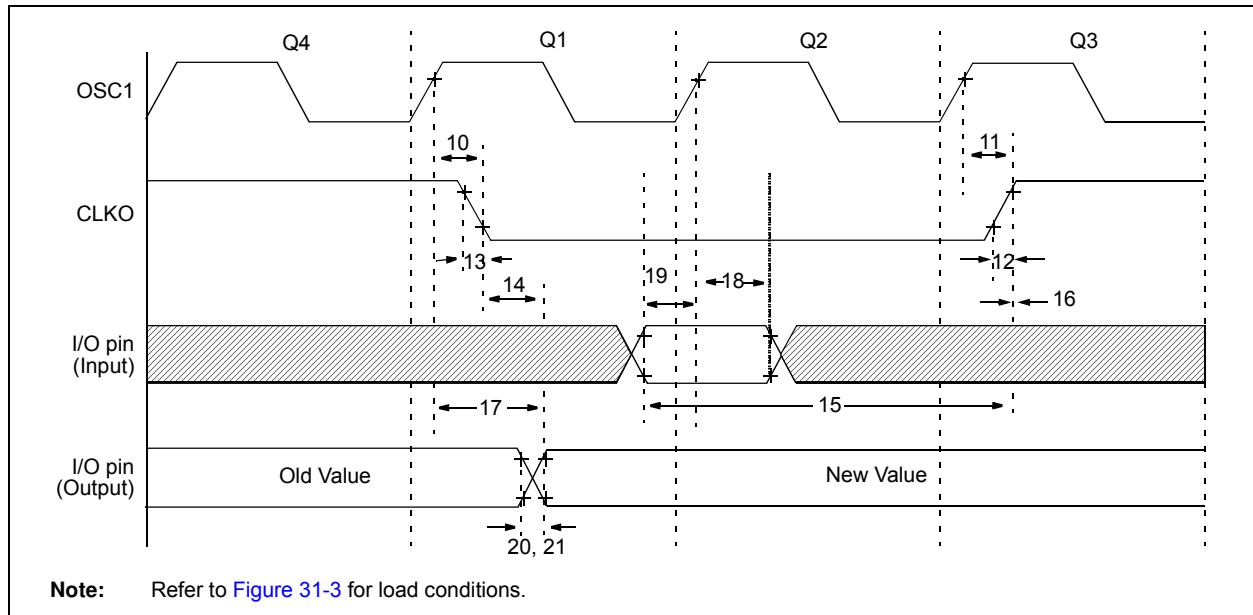 Q4 Q1 Q2 Q3
OSC1
10 11
CLKO
13 14 19 18 12 16
I/O pin
(Input)
17 15
I/O pin
(Output)
Old Value New Value
20, 21
Note: Refer to Figure 31-3 for load conditions.